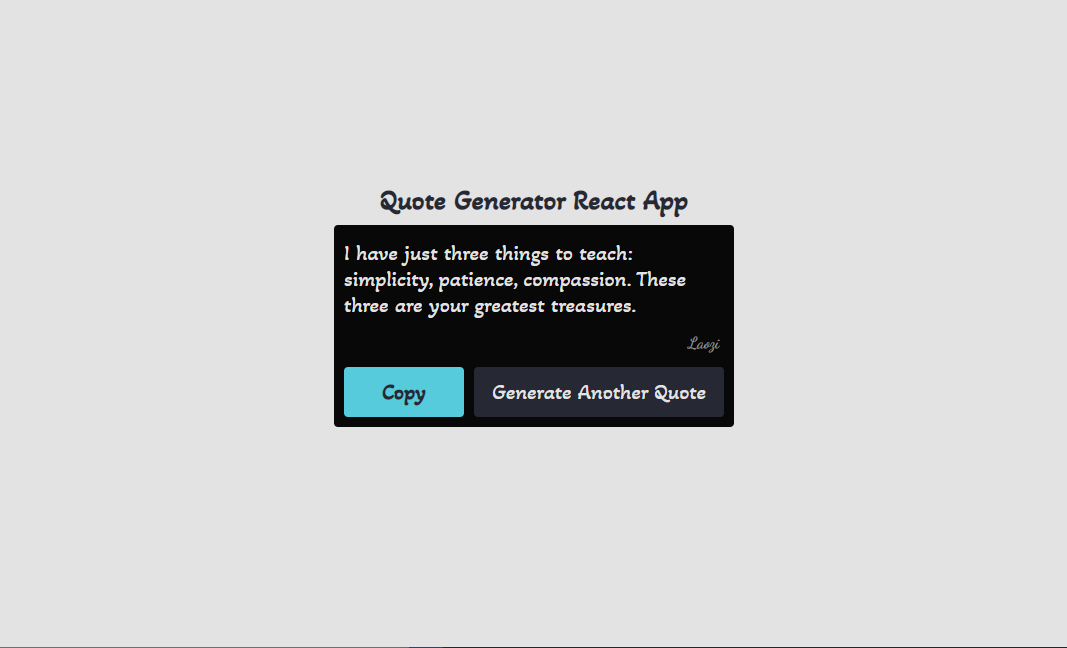 Quote Generator React App
I have just three things to teach:
simplicity, patience, compassion. These
three are your greatest treasures.
Laozi
Copy
Generate Another Quote